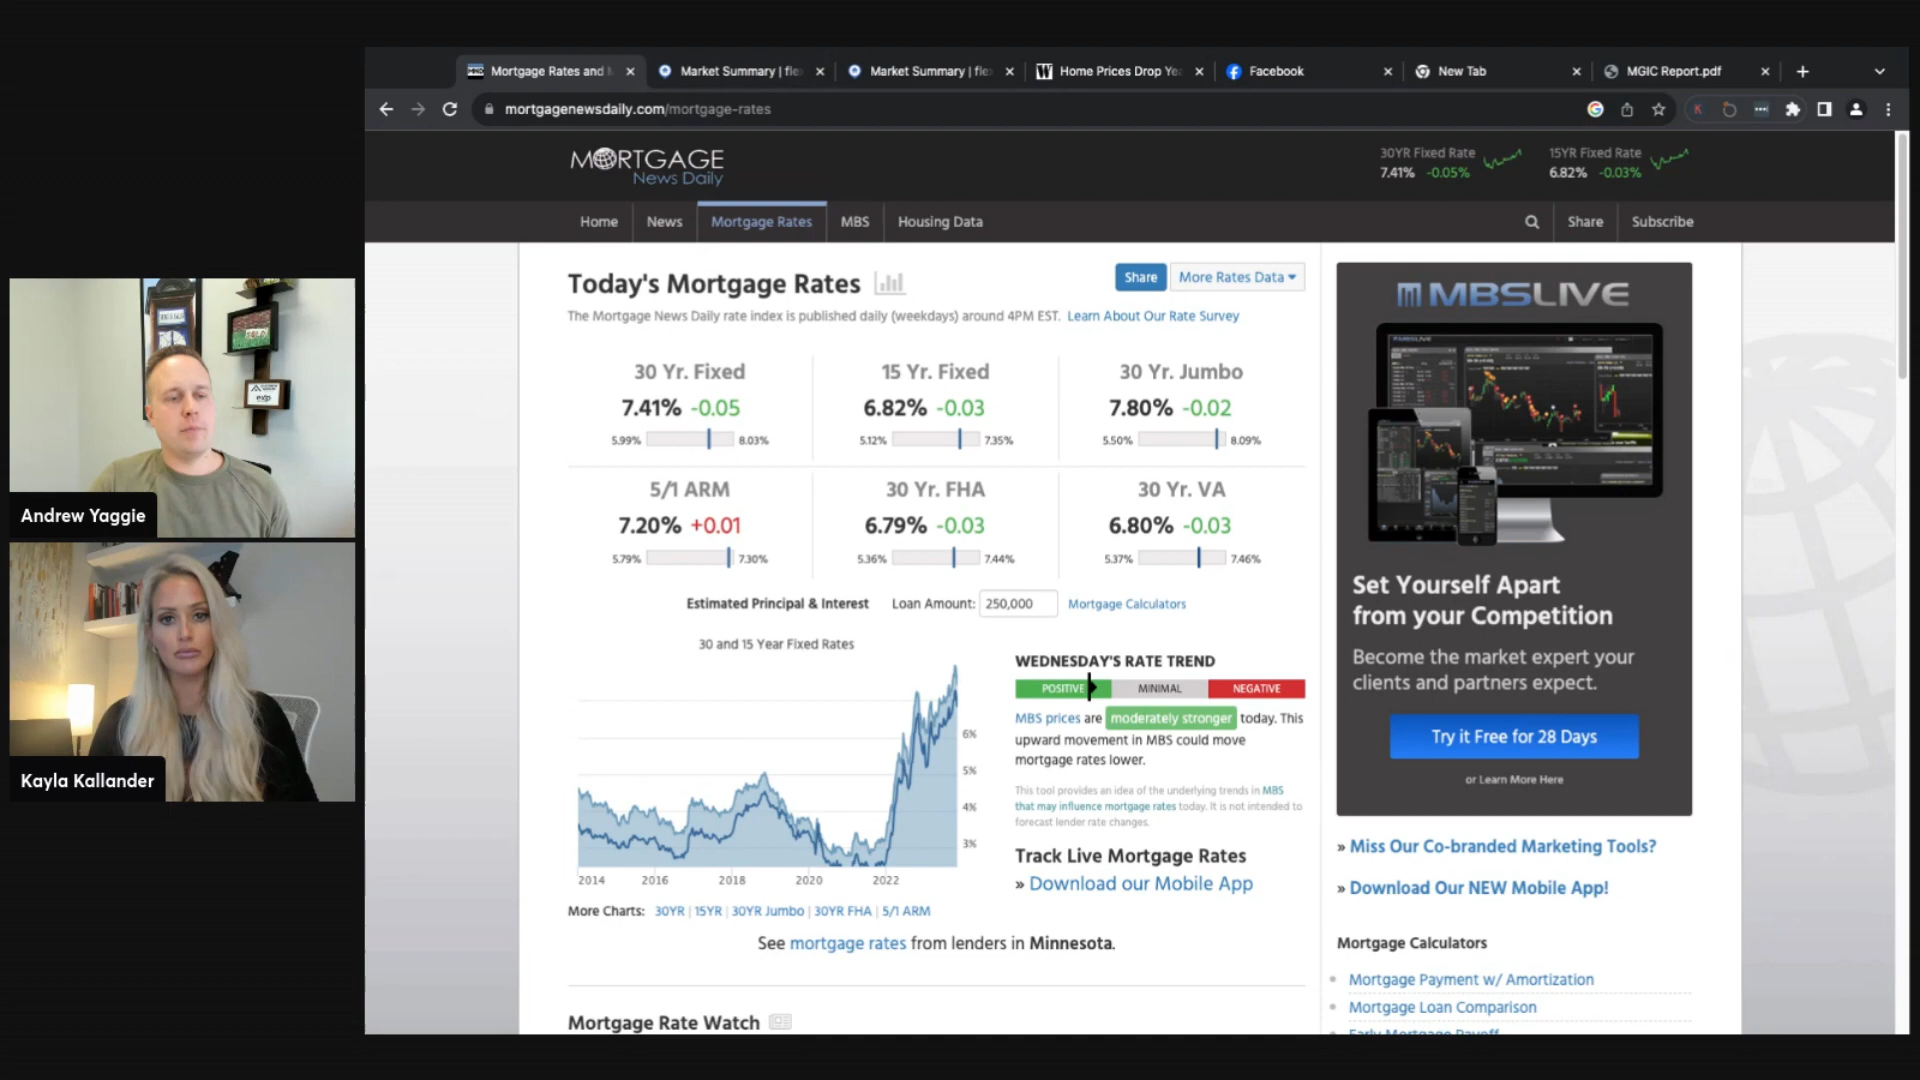 Mortgage Rates and M
Market Summary | fle
Market Summary | fle
Home Prices Drop Ye
Facebook
New Tab
MGIC Report.pdf
mortgagenewsdaily.com/mortgage-rates
MORTGAGE
News Daily
30YR Fixed Rate
7.41% -0.05%
15YR Fixed Rate
6.82% -0.03%
Home
News
Mortgage Rates
MBS
Housing Data
Share
Subscribe
Today's Mortgage Rates
Share
More Rates Data
The Mortgage News Daily rate index is published daily (weekdays) around 4PM EST. Learn About Our Rate Survey
30 Yr. Fixed
7.41% -0.05
5.99% 8.03%
15 Yr. Fixed
6.82% -0.03
5.12% 7.35%
30 Yr. Jumbo
7.80% -0.02
5.50% 8.09%
5/1 ARM
7.20% +0.01
5.79% 7.30%
30 Yr. FHA
6.79% -0.03
5.36% 7.44%
30 Yr. VA
6.80% -0.03
5.37% 7.46%
Estimated Principal & Interest Loan Amount: 250,000 Mortgage Calculators
30 and 15 Year Fixed Rates
6%
5%
4%
3%
2014 2016 2018 2020 2022
WEDNESDAY'S RATE TREND
POSITIVE MINIMAL NEGATIVE
MBS prices are moderately stronger today. This
upward movement in MBS could move
mortgage rates lower.
This tool provides an idea of the underlying trends in MBS
that may influence mortgage rates today. It is not intended to
forecast lender rate changes.
Track Live Mortgage Rates
» Download our Mobile App
More Charts: 30YR | 15YR | 30YR Jumbo | 30YR FHA | 5/1 ARM
See mortgage rates from lenders in Minnesota.
Mortgage Rate Watch
MBSLIVE
Set Yourself Apart
from your Competition
Become the market expert your
clients and partners expect.
Try it Free for 28 Days
or Learn More Here
» Miss Our Co-branded Marketing Tools?
» Download Our NEW Mobile App!
Mortgage Calculators
Mortgage Payment w/ Amortization
Mortgage Loan Comparison
Early Mortgage Payoff
Andrew Yaggie
Kayla Kallander
exp